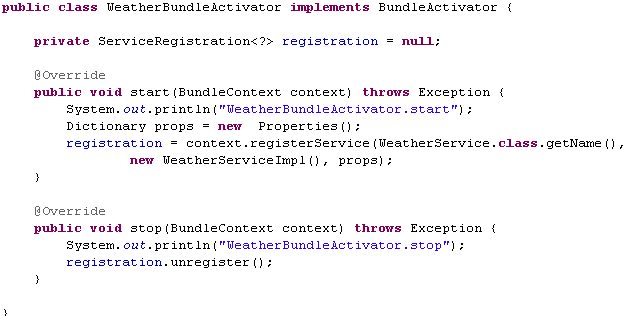 public class WeatherBundleActivator implements BundleActivator {
private ServiceRegistration<?> registration = null;
@Override
public void start(BundleContext context) throws Exception {
System.out.println("WeatherBundleActivator.start");
Dictionary props = new  Properties();
registration = context.registerService(WeatherService.class.getName(),
new WeatherServiceImpl(), props);
}
@Override
public void stop(BundleContext context) throws Exception {
System.out.println("WeatherBundleActivator.stop");
registration.unregister();
}
}